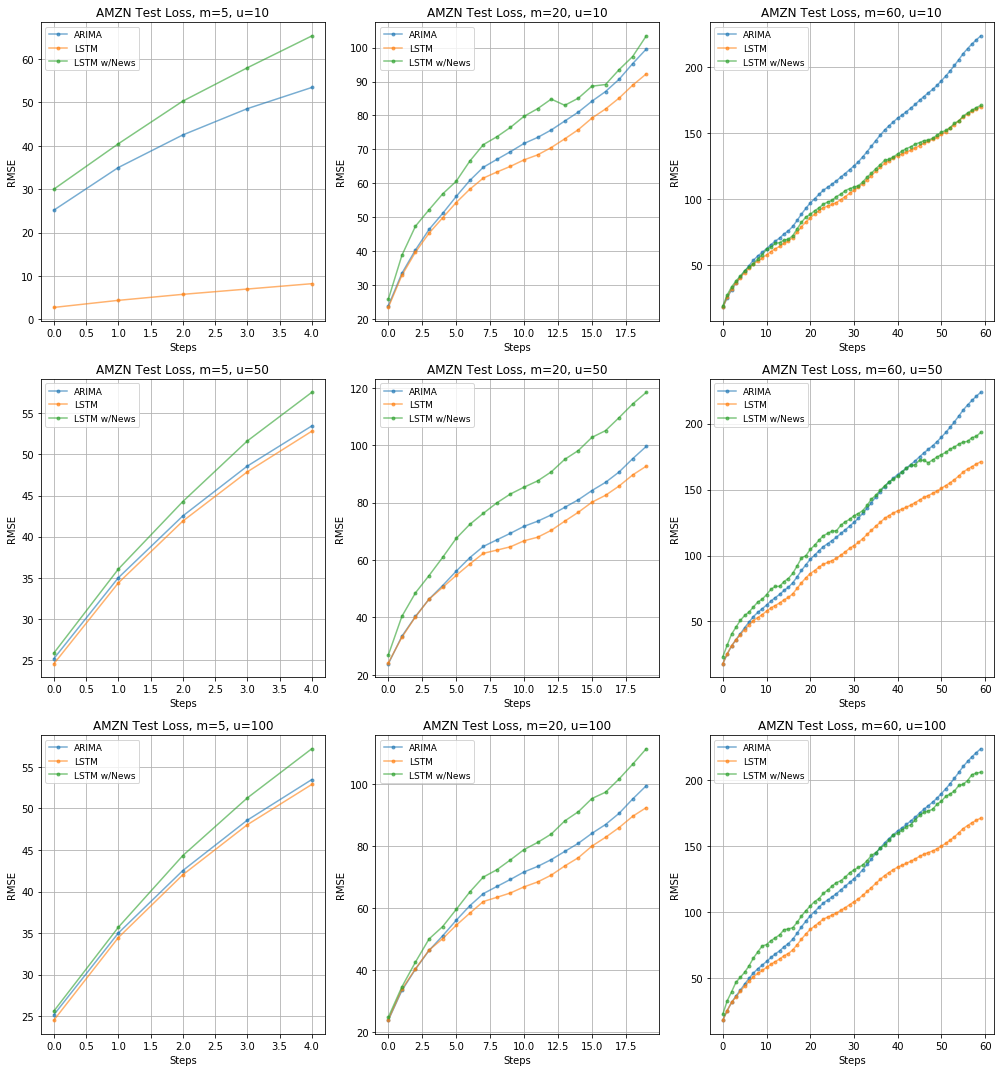 AMZN Test Loss, m=5, u=10
ARIMA
LSTM
LSTM w/News
RMSE
60
50
40
30
20
10
0
0.0 0.5 1.0 1.5 2.0 2.5 3.0 3.5 4.0
Steps
AMZN Test Loss, m=20, u=10
ARIMA
LSTM
LSTM w/News
RMSE
100
90
80
70
60
50
40
30
20
0.0 2.5 5.0 7.5 10.0 12.5 15.0 17.5
Steps
AMZN Test Loss, m=60, u=10
ARIMA
LSTM
LSTM w/News
RMSE
200
150
100
50
0 10 20 30 40 50 60
Steps
AMZN Test Loss, m=5, u=50
ARIMA
LSTM
LSTM w/News
RMSE
55
50
45
40
35
30
25
0.0 0.5 1.0 1.5 2.0 2.5 3.0 3.5 4.0
Steps
AMZN Test Loss, m=20, u=50
ARIMA
LSTM
LSTM w/News
RMSE
120
100
80
60
40
20
0.0 2.5 5.0 7.5 10.0 12.5 15.0 17.5
Steps
AMZN Test Loss, m=60, u=50
ARIMA
LSTM
LSTM w/News
RMSE
200
150
100
50
0 10 20 30 40 50 60
Steps
AMZN Test Loss, m=5, u=100
ARIMA
LSTM
LSTM w/News
RMSE
55
50
45
40
35
30
25
0.0 0.5 1.0 1.5 2.0 2.5 3.0 3.5 4.0
Steps
AMZN Test Loss, m=20, u=100
ARIMA
LSTM
LSTM w/News
RMSE
100
80
60
40
20
0.0 2.5 5.0 7.5 10.0 12.5 15.0 17.5
Steps
AMZN Test Loss, m=60, u=100
ARIMA
LSTM
LSTM w/News
RMSE
200
150
100
50
0 10 20 30 40 50 60
Steps